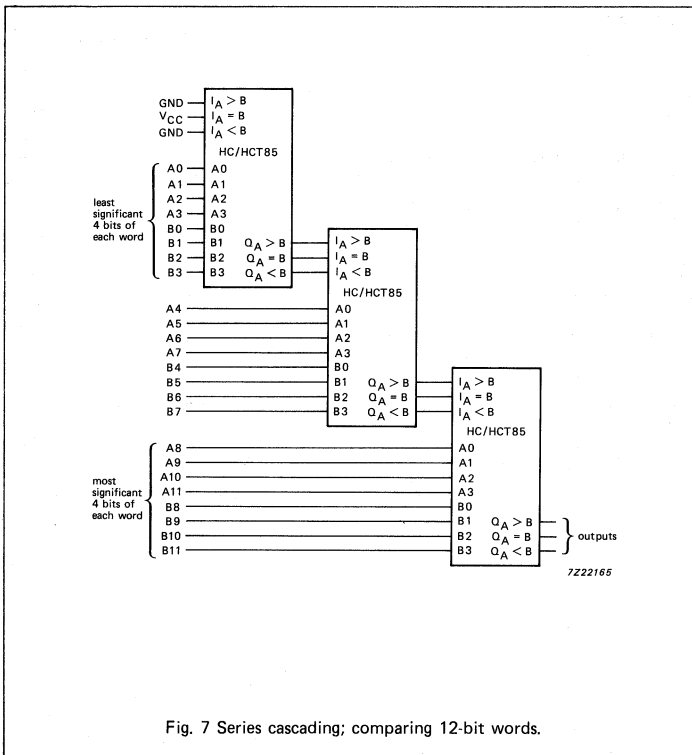 GND I_A > B
V_CC I_A = B
GND I_A < B
HC/HCT85
A0 A0
A1 A1
A2 A2
A3 A3
B0 B0
B1 B1 Q_A > B
B2 B2 Q_A = B
B3 B3 Q_A < B
least
significant
4 bits of
each word
I_A > B
I_A = B
I_A < B
HC/HCT85
A4 A0
A5 A1
A6 A2
A7 A3
B4 B0
B5 B1 Q_A > B
B6 B2 Q_A = B
B7 B3 Q_A < B
I_A > B
I_A = B
I_A < B
HC/HCT85
A8 A0
A9 A1
A10 A2
A11 A3
B8 B0
B9 B1 Q_A > B
B10 B2 Q_A = B
B11 B3 Q_A < B
most
significant
4 bits of
each word
outputs
7Z22165
Fig. 7 Series cascading; comparing 12-bit words.